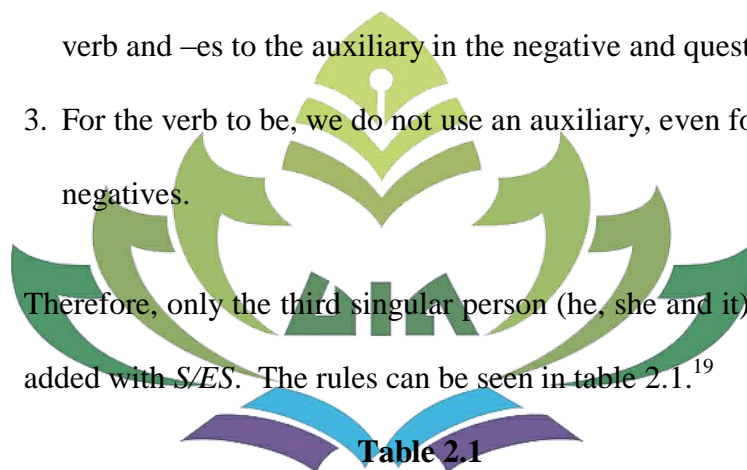 verb and –es to the auxiliary in the negative and quest
3. For the verb to be, we do not use an auxiliary, even fo
negatives.
Therefore, only the third singular person (he, she and it)
added with S/ES. The rules can be seen in table 2.1.19
Table 2.1